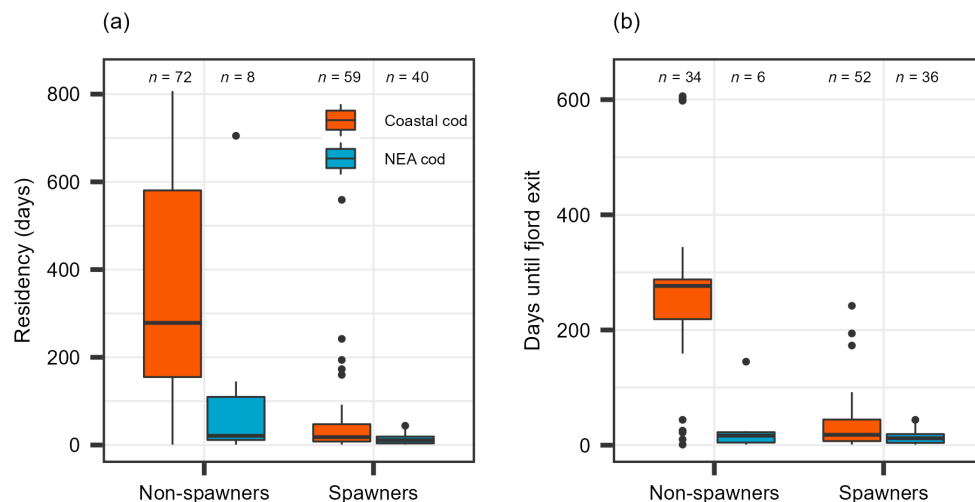 (a)
(b)
n = 72
n = 8
n = 59
n = 40
n = 34
n = 6
n = 52
n = 36
Coastal cod
NEA cod
800
600
400
200
0
Residency (days)
Non-spawners
Spawners
600
400
200
0
Days until fjord exit
Non-spawners
Spawners